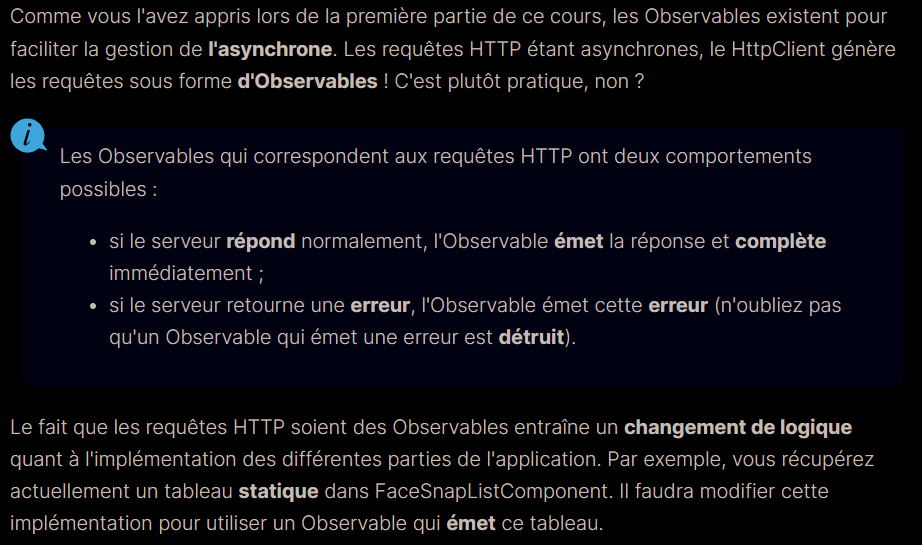 Comme vous l'avez appris lors de la première partie de ce cours, les Observables existent pour
faciliter la gestion de l'asynchrone. Les requêtes HTTP étant asynchrones, le HttpClient génère
les requêtes sous forme d'Observables ! C'est plutôt pratique, non ?
i
Les Observables qui correspondent aux requêtes HTTP ont deux comportements
possibles :
• si le serveur répond normalement, l'Observable émet la réponse et complète
immédiatement ;
• si le serveur retourne une erreur, l'Observable émet cette erreur (n'oubliez pas
qu'un Observable qui émet une erreur est détruit).
Le fait que les requêtes HTTP soient des Observables entraîne un changement de logique
quant à l'implémentation des différentes parties de l'application. Par exemple, vous récupérez
actuellement un tableau statique dans FaceSnapListComponent. Il faudra modifier cette
implémentation pour utiliser un Observable qui émet ce tableau.